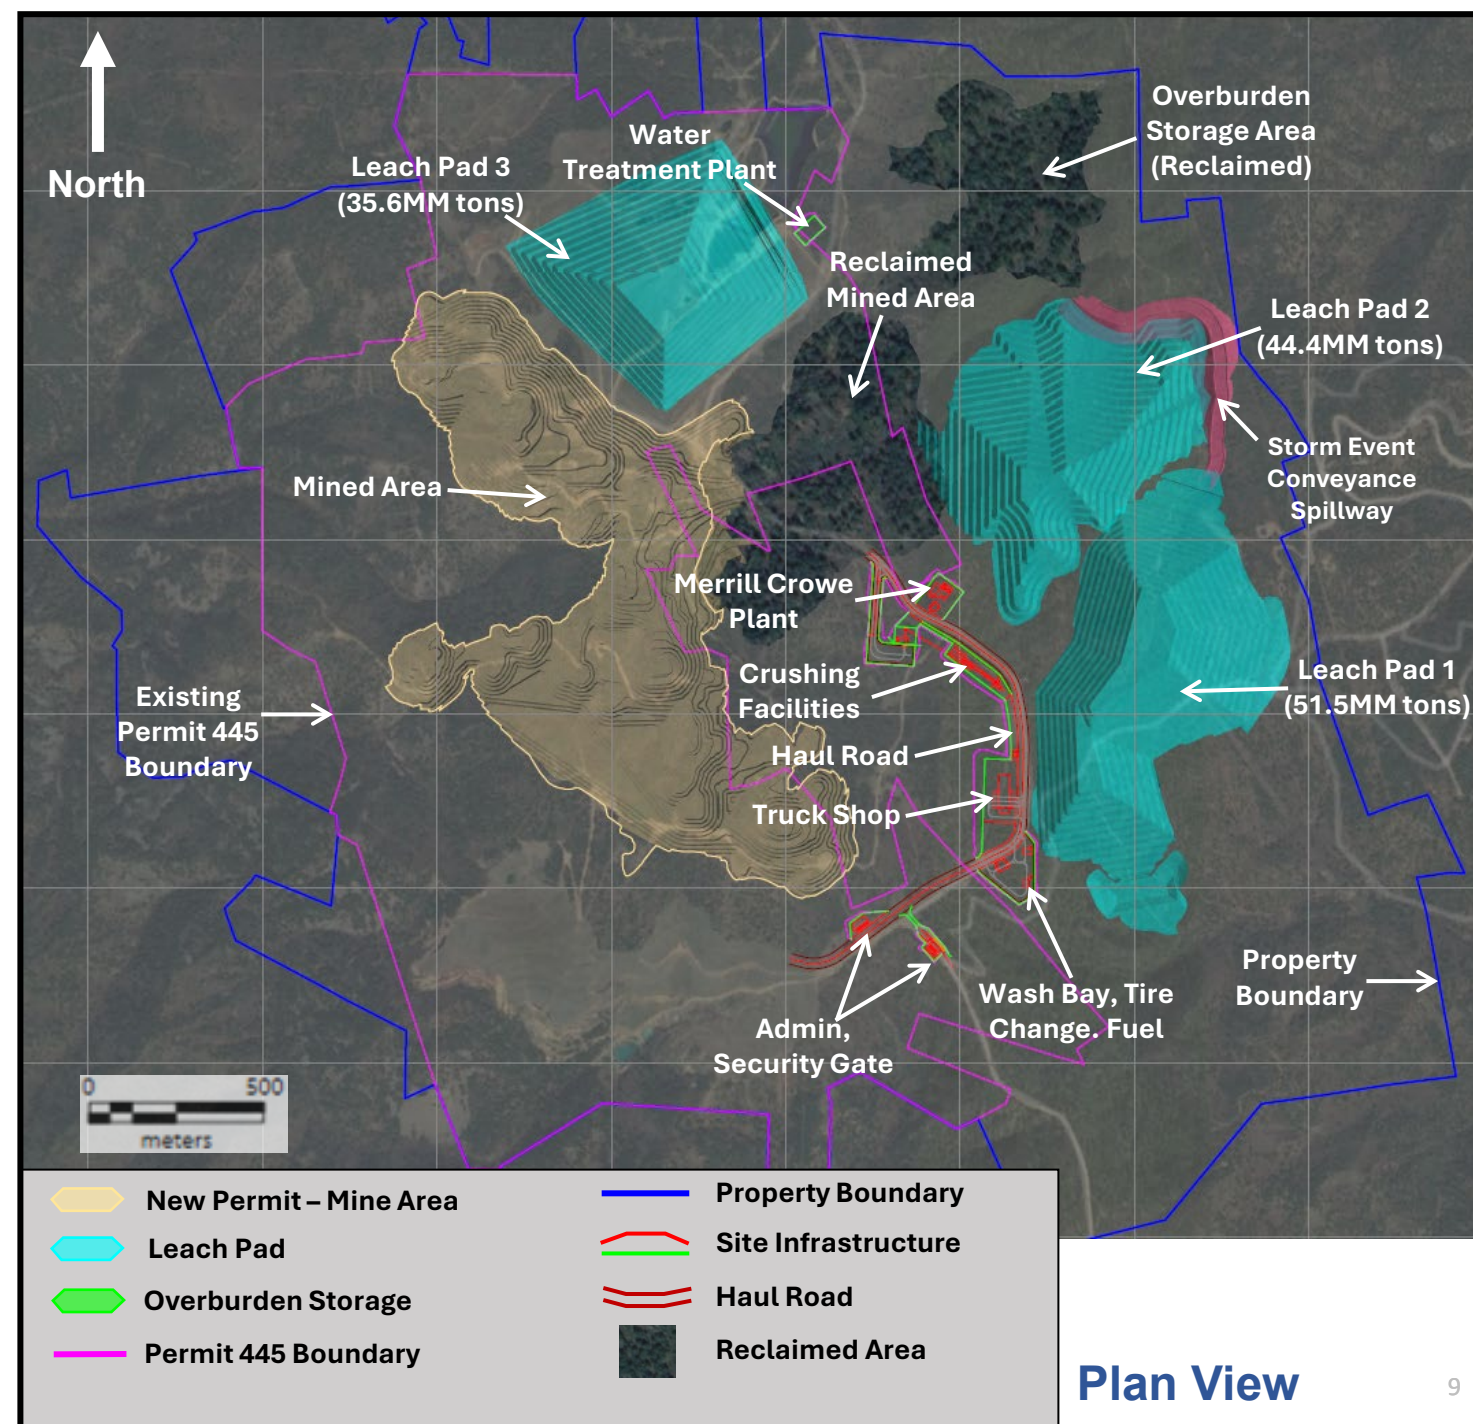 North
Leach Pad 3
(35.6MM tons)
Water
Treatment Plant
Overburden
Storage Area
(Reclaimed)
Reclaimed
Mined Area
Leach Pad 2
(44.4MM tons)
Storm Event
Conveyance
Spillway
Mined Area
Merrill Crowe
Plant
Crushing
Facilities
Leach Pad 1
(51.5MM tons)
Existing
Permit 445
Boundary
Haul Road
Truck Shop
Property
Boundary
Wash Bay, Tire
Change. Fuel
Admin,
Security Gate
0 500
meters
New Permit – Mine Area
Leach Pad
Overburden Storage
Permit 445 Boundary
Property Boundary
Site Infrastructure
Haul Road
Reclaimed Area
Plan View
9